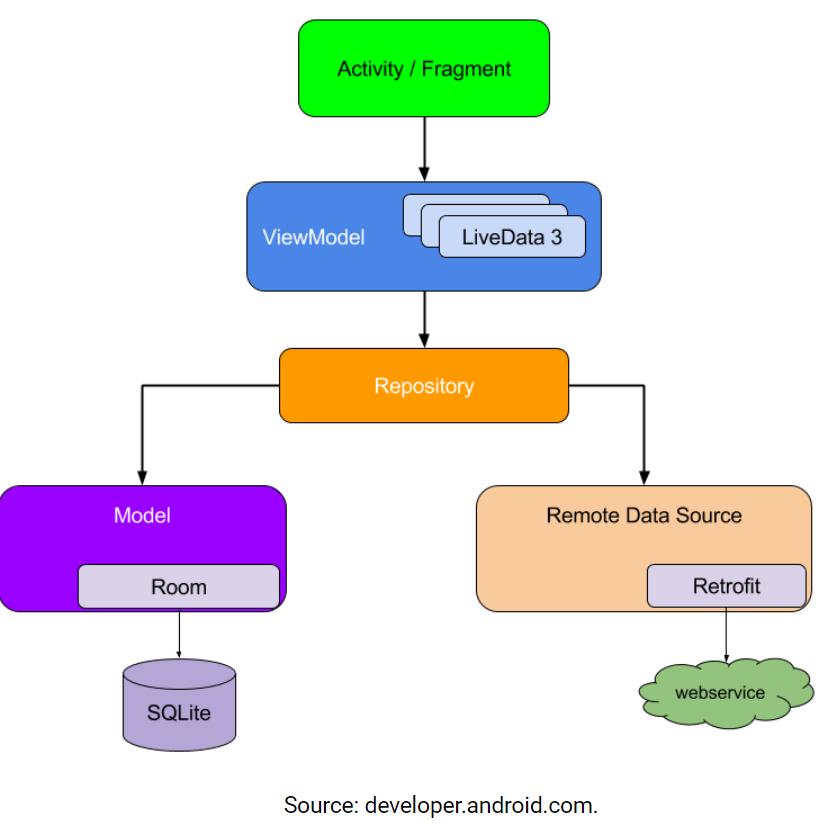 Activity / Fragment
ViewModel
LiveData 3
Repository
Model
Remote Data Source
Room
Retrofit
SQLite
webservice
Source: developer.android.com.